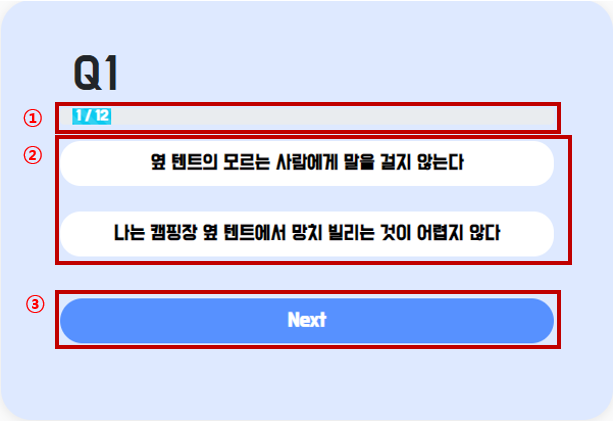 Q1
① 1 / 12
② 옆 텐트의 모르는 사람에게 말을 걸지 않는다
나는 캠핑장 옆 텐트에서 망치 빌리는 것이 어렵지 않다
③ Next